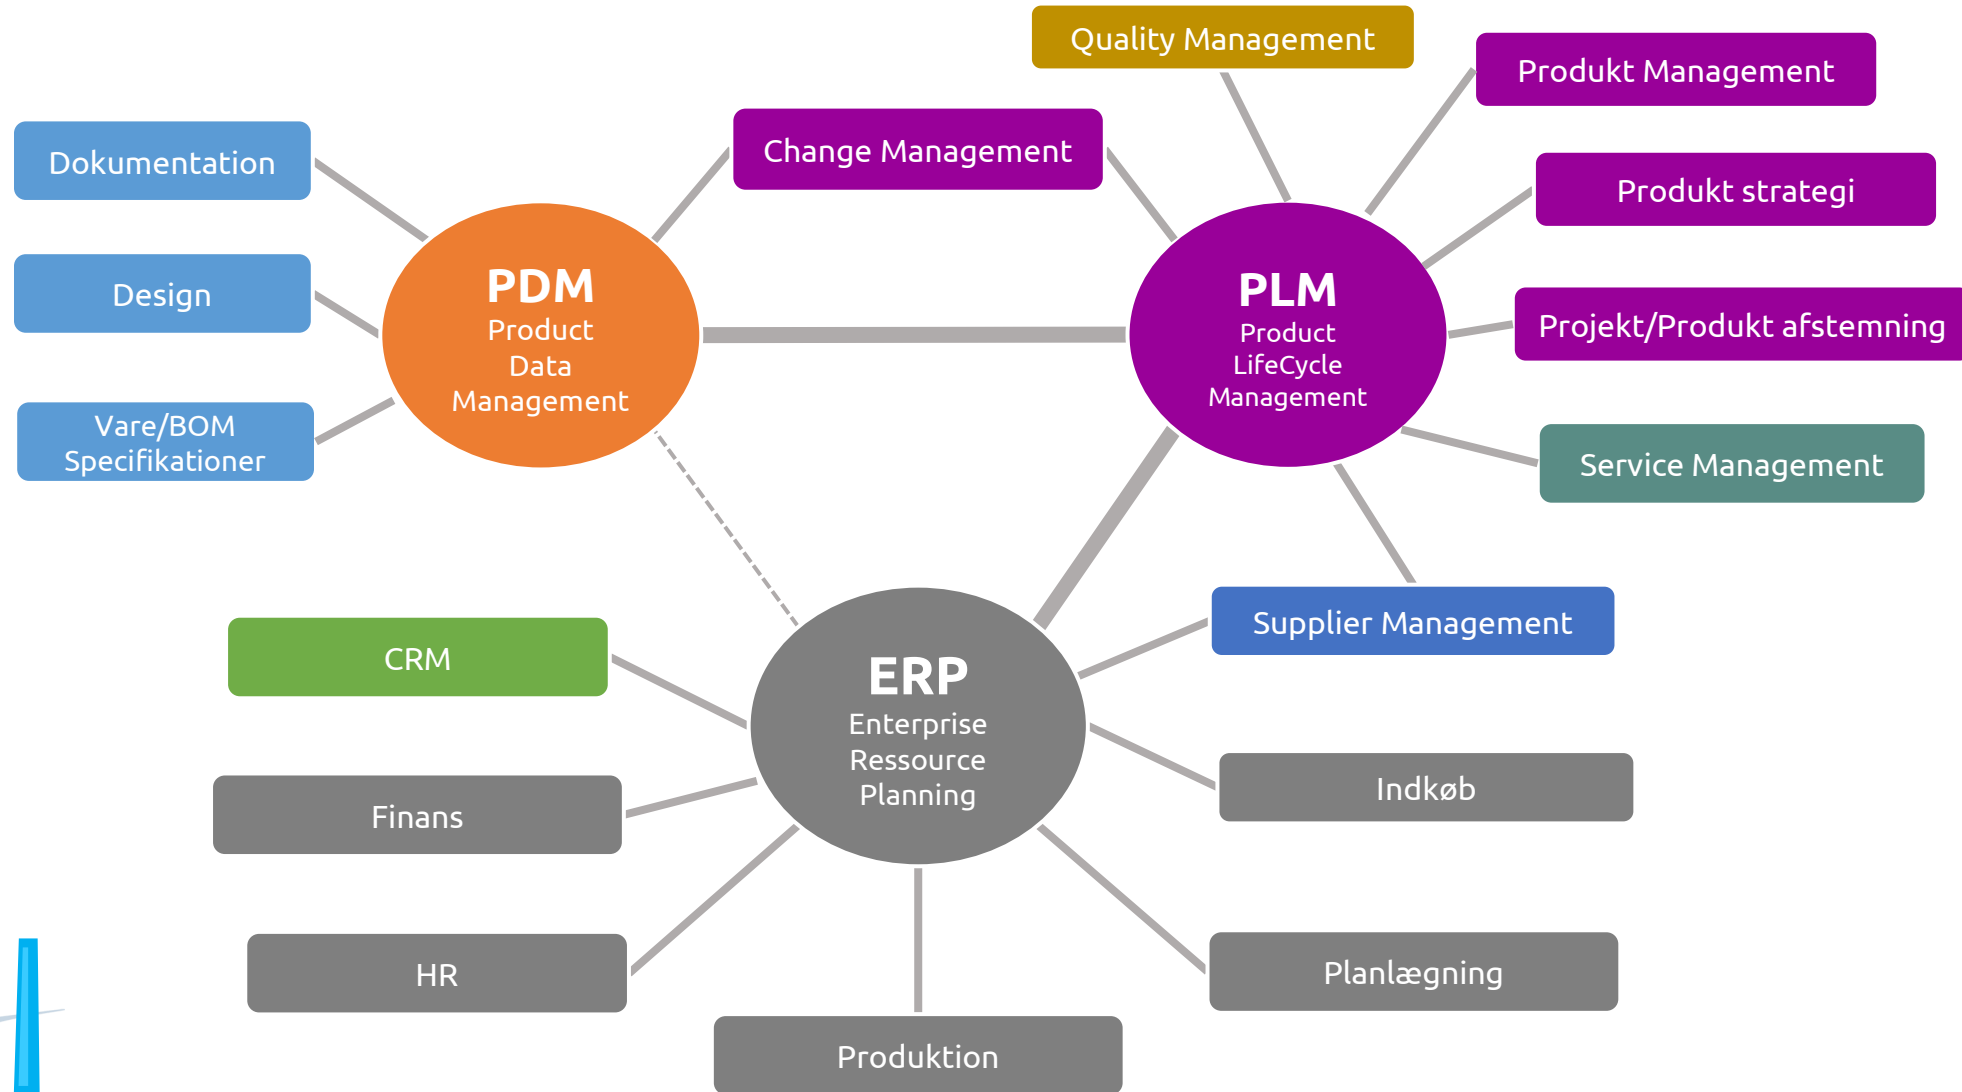 Quality Management
Produkt Management
Change Management
Dokumentation
Produkt strategi
PDM
Product
Data
Management
Design
PLM
Product
LifeCycle
Management
Projekt/Produkt afstemning
Vare/BOM
Specifikationer
Service Management
Supplier Management
CRM
ERP
Enterprise
Ressource
Planning
Indkøb
Finans
HR
Planlægning
Produktion